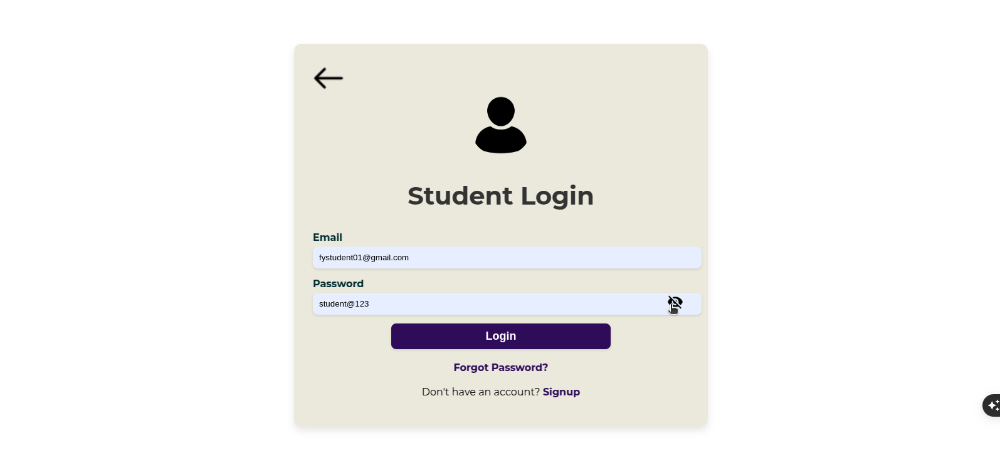 Student Login
Email
fystudent01@gmail.com
Password
student@123
Login
Forgot Password?
Don't have an account? Signup